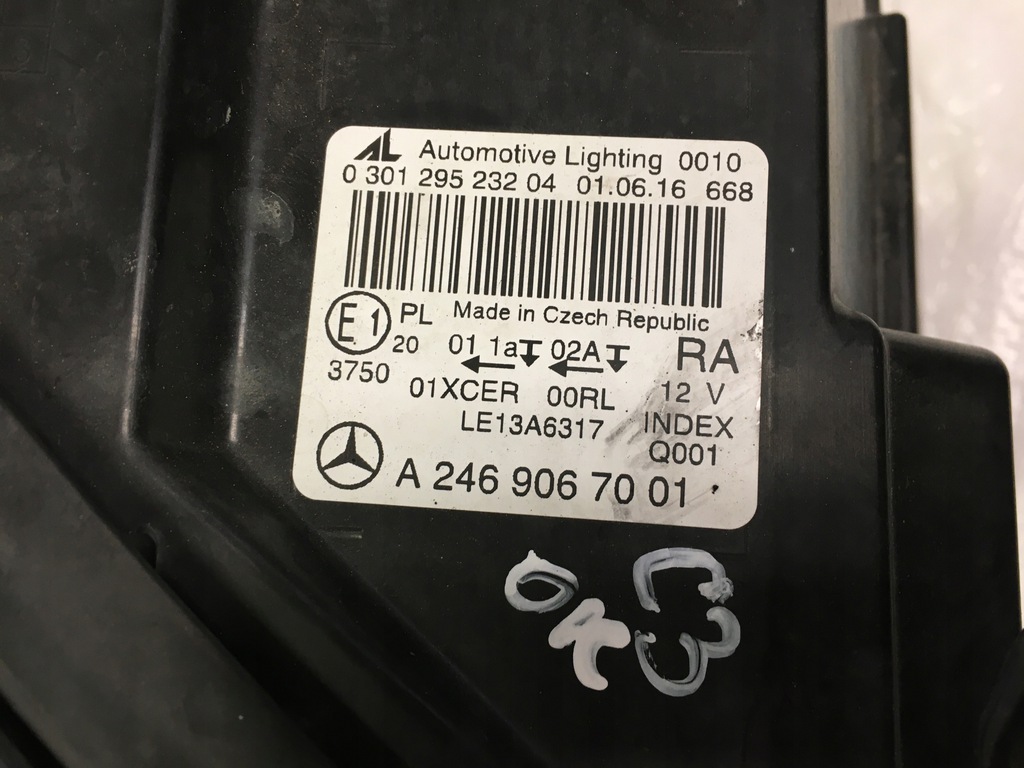 AL Automotive Lighting 0010
0 301 295 232 04 01.06.16 668
Made in Czech Republic
E1 PL 20 01 1a 02A RA
3750 01XCER 00RL 12 V
LE13A6317 INDEX
Q001
A 246 906 70 01
OK